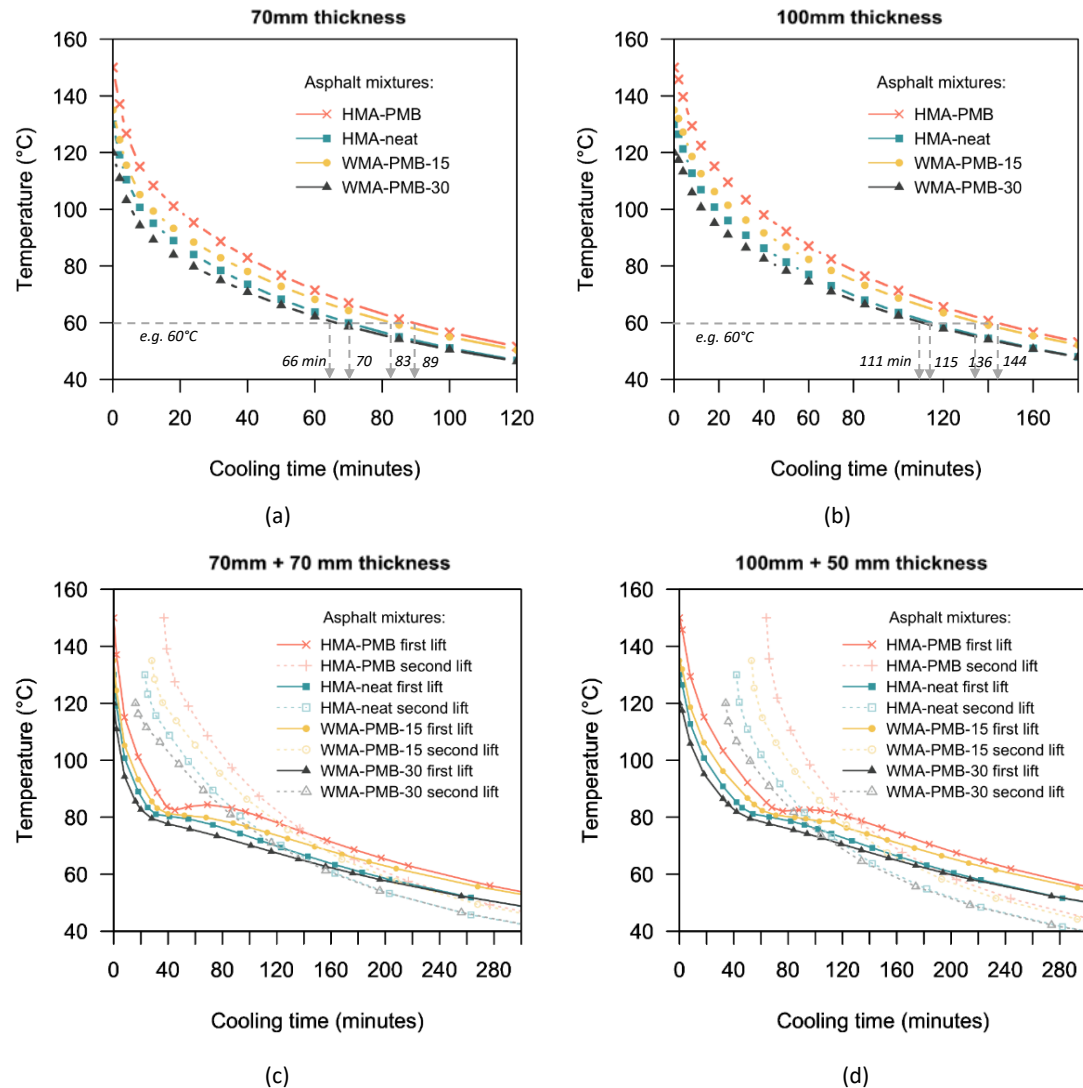 70mm thickness
160
140
120
100
80
60
40
Temperature (°C)
Asphalt mixtures:
HMA-PMB
HMA-neat
WMA-PMB-15
WMA-PMB-30
e.g. 60°C
66 min
70
83
89
0
20
40
60
80
100
120
Cooling time (minutes)
(a)
100mm thickness
160
140
120
100
80
60
40
Temperature (°C)
Asphalt mixtures:
HMA-PMB
HMA-neat
WMA-PMB-15
WMA-PMB-30
e.g. 60°C
111 min
115
136
144
0
40
80
120
160
Cooling time (minutes)
(b)
70mm + 70 mm thickness
160
140
120
100
80
60
40
Temperature (°C)
Asphalt mixtures:
HMA-PMB first lift
HMA-PMB second lift
HMA-neat first lift
HMA-neat second lift
WMA-PMB-15 first lift
WMA-PMB-15 second lift
WMA-PMB-30 first lift
WMA-PMB-30 second lift
0
40
80
120
160
200
240
280
Cooling time (minutes)
(c)
100mm + 50 mm thickness
160
140
120
100
80
60
40
Temperature (°C)
Asphalt mixtures:
HMA-PMB first lift
HMA-PMB second lift
HMA-neat first lift
HMA-neat second lift
WMA-PMB-15 first lift
WMA-PMB-15 second lift
WMA-PMB-30 first lift
WMA-PMB-30 second lift
0
40
80
120
160
200
240
280
Cooling time (minutes)
(d)